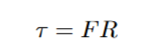 τ = FR